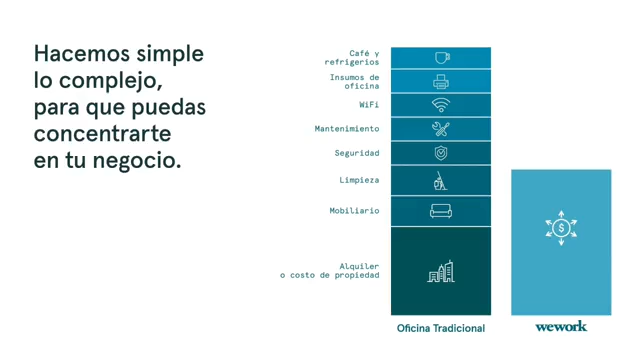 Hacemos simple
lo complejo,
para que puedas
concentrarte
en tu negocio.
Café y
refrigerios
Insumos de
oficina
WiFi
Mantenimiento
Seguridad
Limpieza
Mobiliario
Alquiler
o costo de propiedad
$
Oficina Tradicional
wework